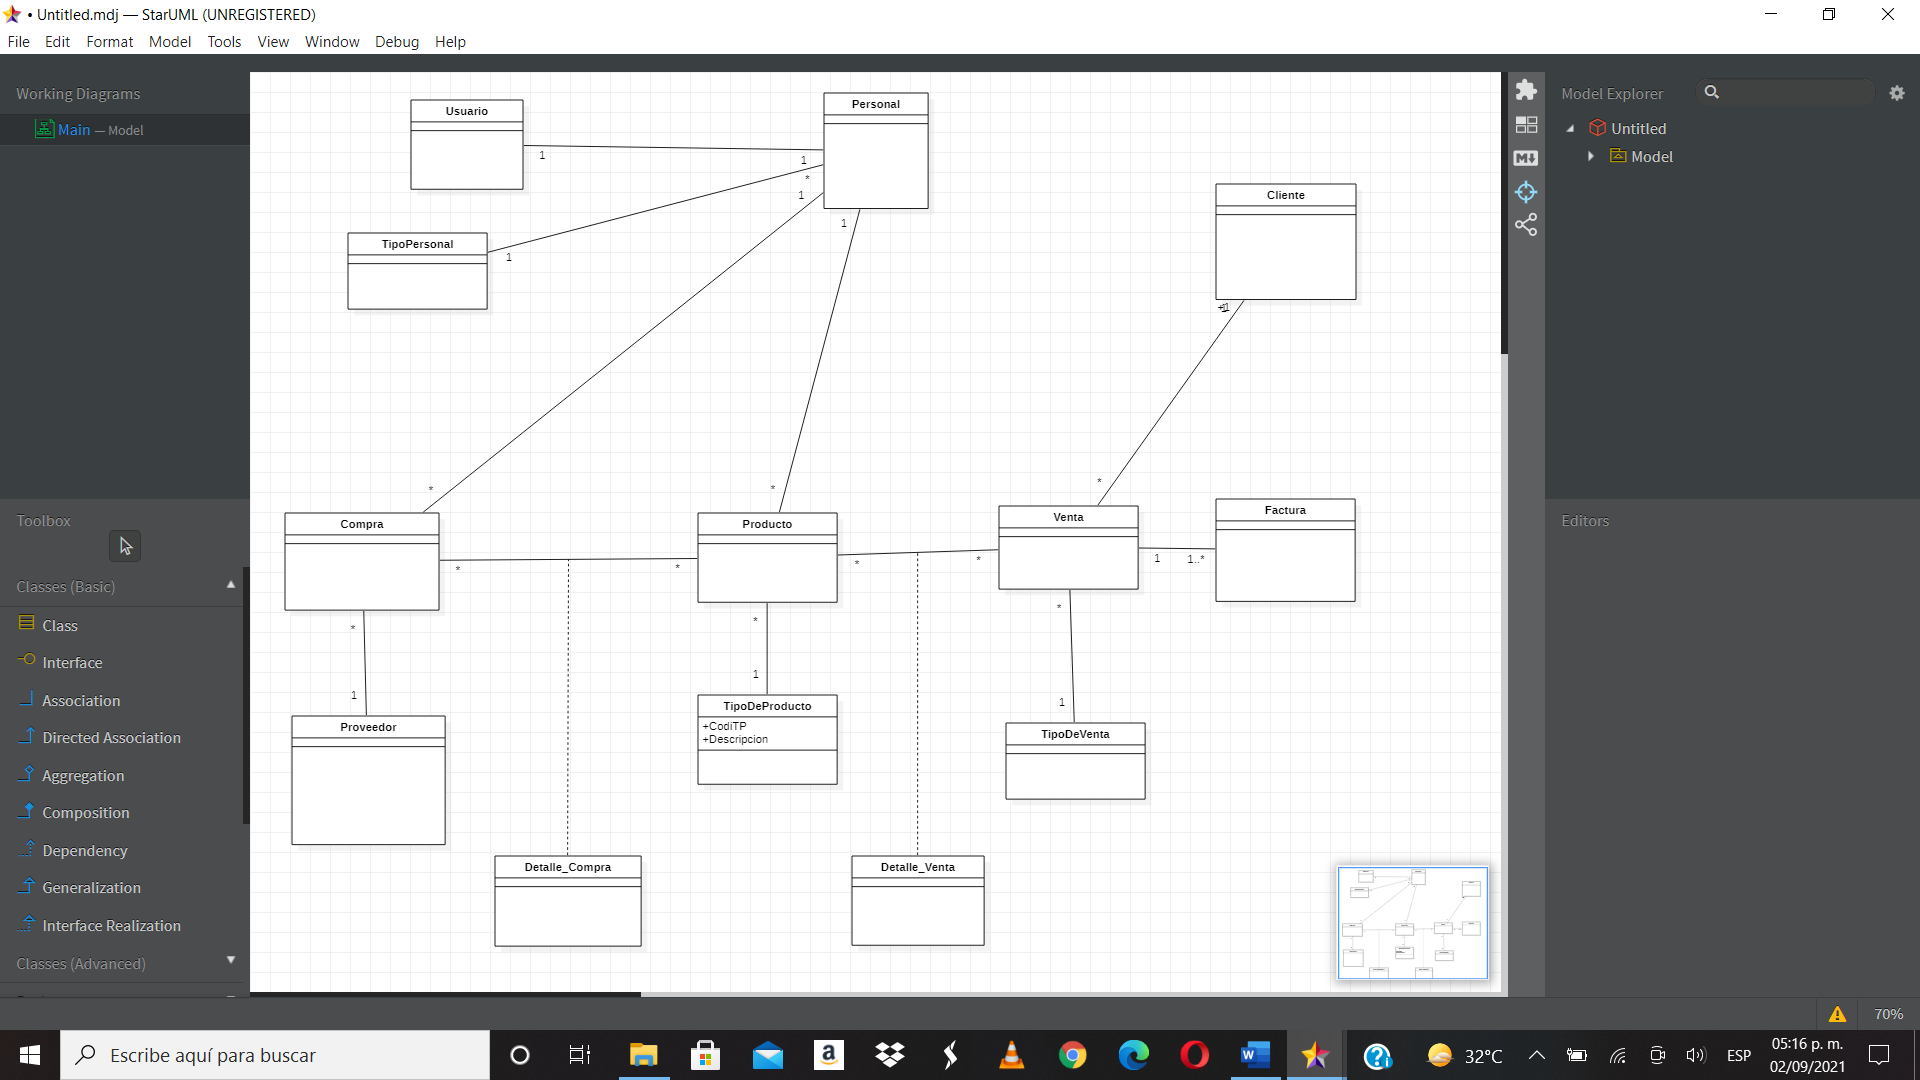 • Untitled.mdj — StarUML (UNREGISTERED)
File Edit Format Model Tools View Window Debug Help
Working Diagrams
Main — Model
Toolbox
Classes (Basic)
Class
Interface
Association
Directed Association
Aggregation
Composition
Dependency
Generalization
Interface Realization
Classes (Advanced)
Usuario
1
1
Personal
*
1
1
TipoPersonal
1
Cliente
*
*
*
Compra
*
*
Producto
*
*
Venta
1
1..*
Factura
*
1
Proveedor
*
1
TipoDeProducto
+CodiTP
+Descripcion
*
1
TipoDeVenta
Detalle_Compra
Detalle_Venta
Model Explorer
Untitled
Model
M
Editors
70%
Escribe aquí para buscar
a
W
32°C
ESP
05:16 p. m.
02/09/2021